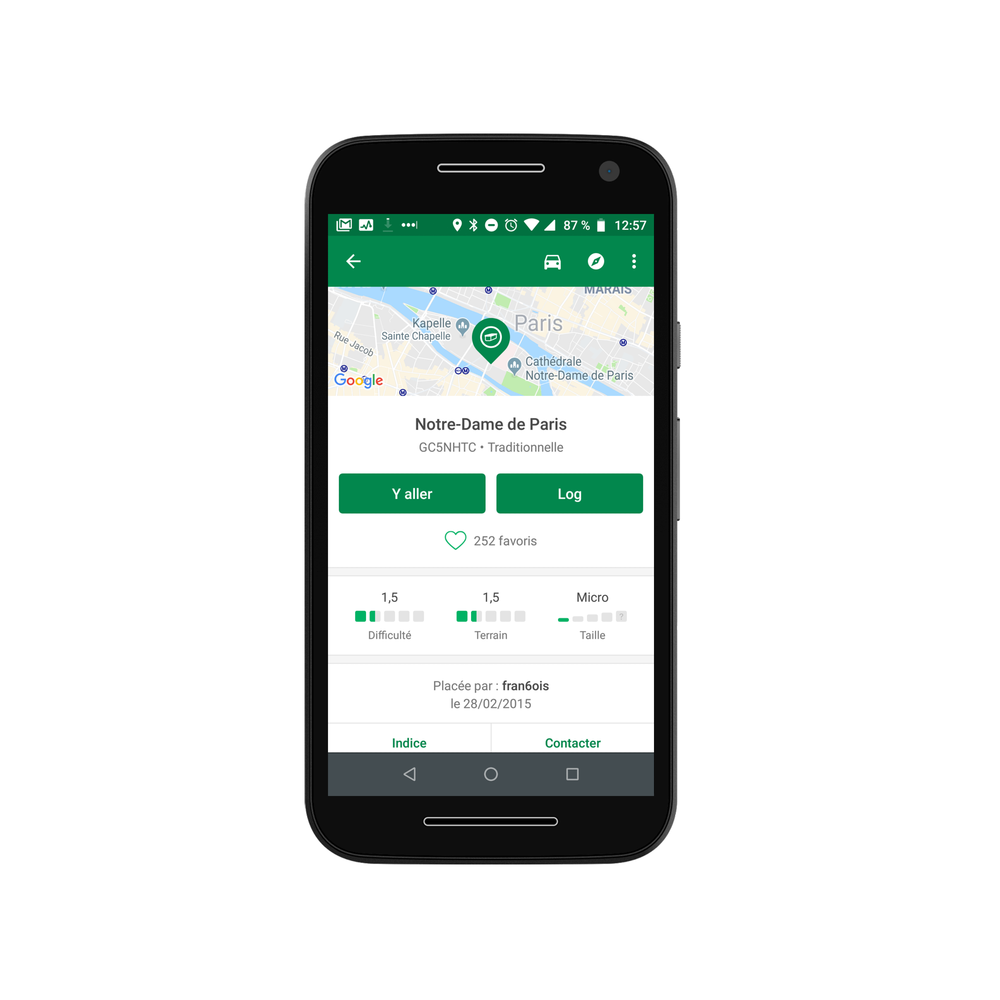 87 % 12:57
MARAIS
Paris
Kapelle
Sainte Chapelle
Rue Jacob
Cathédrale
Notre-Dame de Paris
Google
Notre-Dame de Paris
GC5NHTC • Traditionnelle
Y aller
Log
252 favoris
1,5
1,5
Micro
?
Difficulté
Terrain
Taille
Placée par : fran6ois
le 28/02/2015
Indice
Contacter